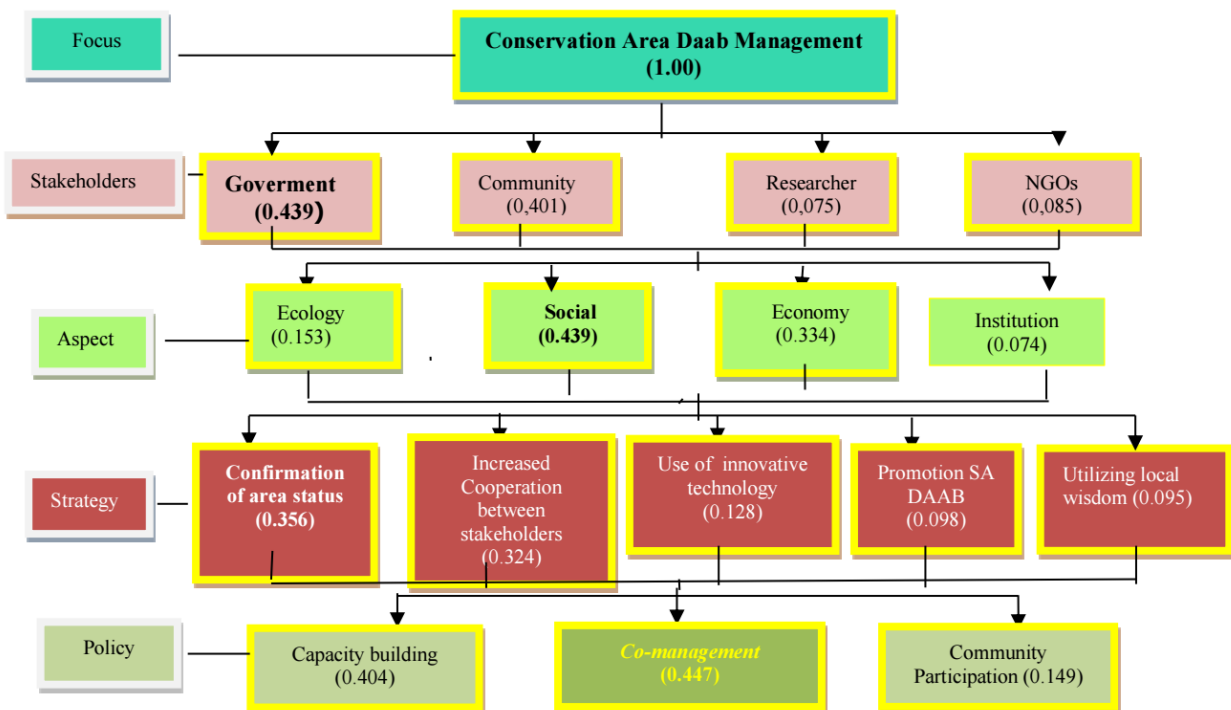 Focus
Conservation Area Daab Management
(1.00)
Stakeholders
Goverment
(0.439)
Community
(0,401)
Researcher
(0,075)
NGOs
(0,085)
Aspect
Ecology
(0.153)
Social
(0.439)
Economy
(0.334)
Institution
(0.074)
Strategy
Confirmation
of area status
(0.356)
Increased
Cooperation
between
stakeholders
(0.324)
Use of innovative
technology
(0.128)
Promotion SA
DAAB
(0.098)
Utilizing local
wisdom (0.095)
Policy
Capacity building
(0.404)
Co-management
(0.447)
Community
Participation (0.149)